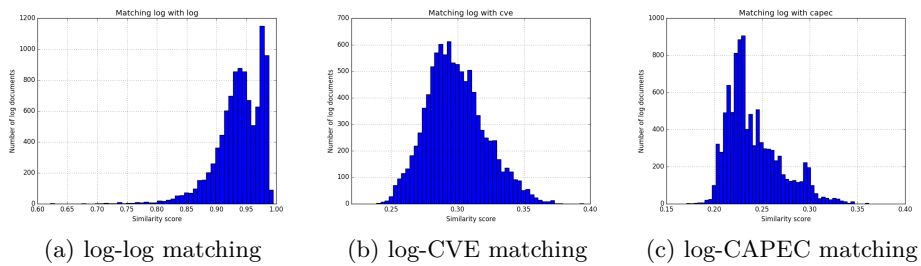 Matching log with log
1200
1000
800
600
400
200
0
Number of log documents
0.60 0.65 0.70 0.75 0.80 0.85 0.90 0.95 1.00
Similarity score
(a) log-log matching
Matching log with cve
700
600
500
400
300
200
100
0
Number of log documents
0.25 0.30 0.35 0.40
Similarity score
(b) log-CVE matching
Matching log with capec
1000
800
600
400
200
0
Number of log documents
0.15 0.20 0.25 0.30 0.35 0.40
Similarity score
(c) log-CAPEC matching